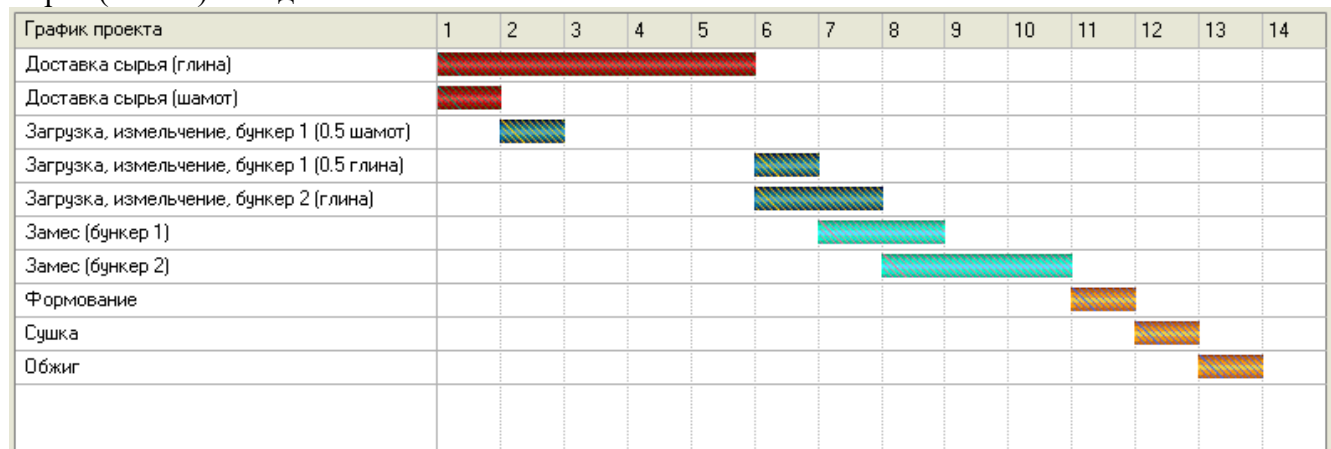 График проекта 1 2 3 4 5 6 7 8 9 10 11 12 13 14
Доставка сырья (глина)
Доставка сырья (шамот)
Загрузка, измельчение, бункер 1 (0.5 шамот)
Загрузка, измельчение, бункер 1 (0.5 глина)
Загрузка, измельчение, бункер 2 (глина)
Замес (бункер 1)
Замес (бункер 2)
Формование
Сушка
Обжиг